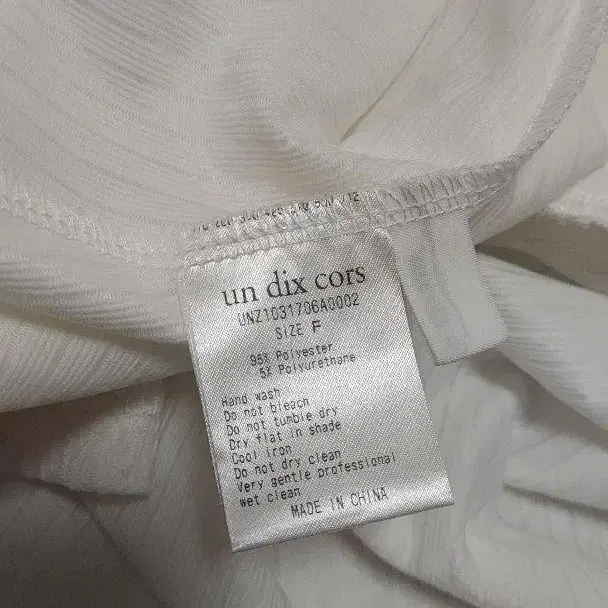 un dix cors
UNZ1031706A0002
SIZE F
95% Polyester
5% Polyurethane
Hand wash
Do not bleach
Do not tumble dry
Dry flat in shade
Cool iron
Do not dry clean
Very gentle professional
wet clean
MADE IN CHINA